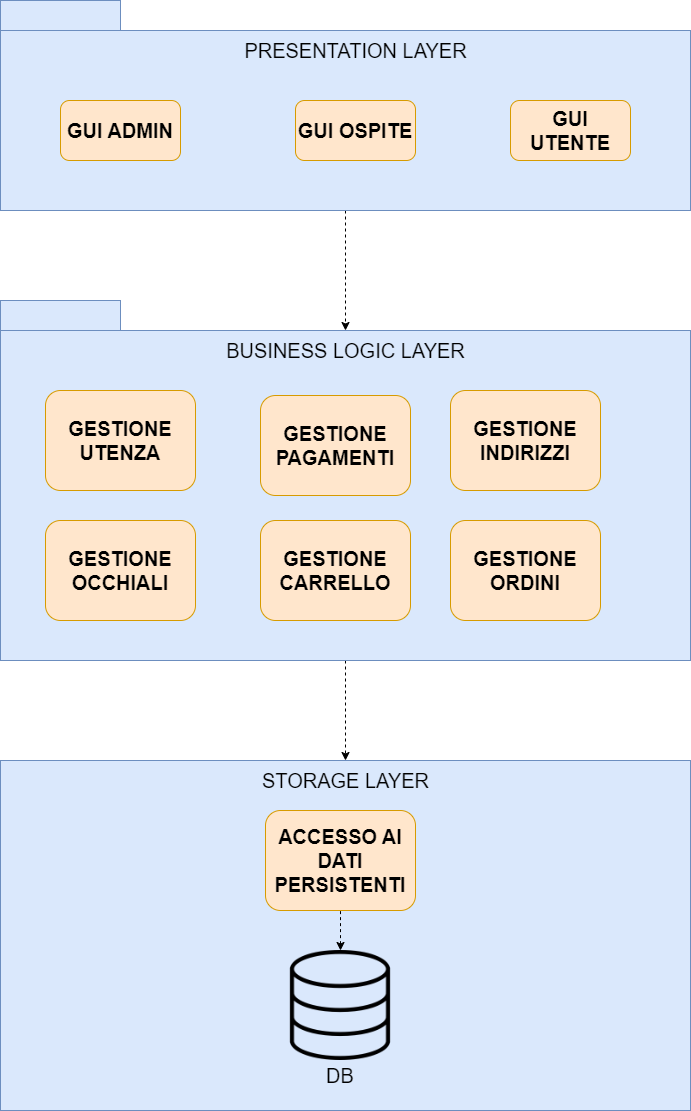 PRESENTATION LAYER
GUI ADMIN
GUI OSPITE
GUI
UTENTE
BUSINESS LOGIC LAYER
GESTIONE
UTENZA
GESTIONE
PAGAMENTI
GESTIONE
INDIRIZZI
GESTIONE
OCCHIALI
GESTIONE
CARRELLO
GESTIONE
ORDINI
STORAGE LAYER
ACCESSO AI
DATI
PERSISTENTI
DB